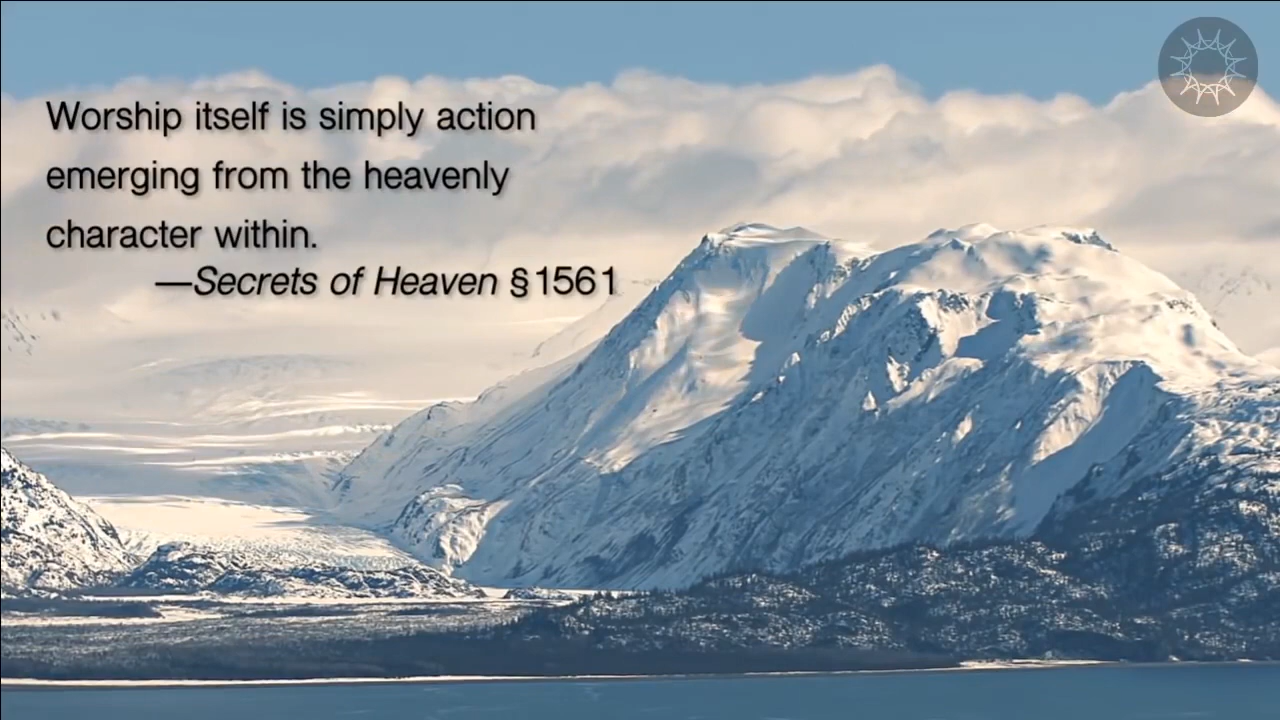 Worship itself is simply action
emerging from the heavenly
character within.
—Secrets of Heaven §1561